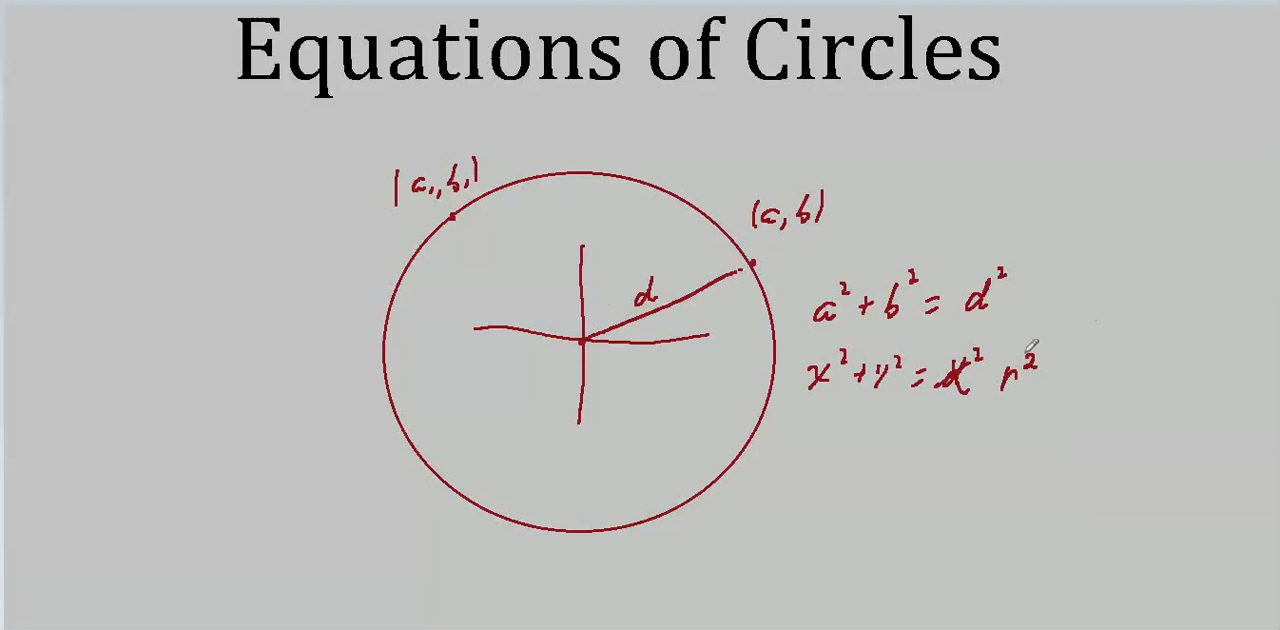 Equations of Circles
(a₁, b₁)
(a, b)
d
a² + b² = d²
x² + y² = d² r²